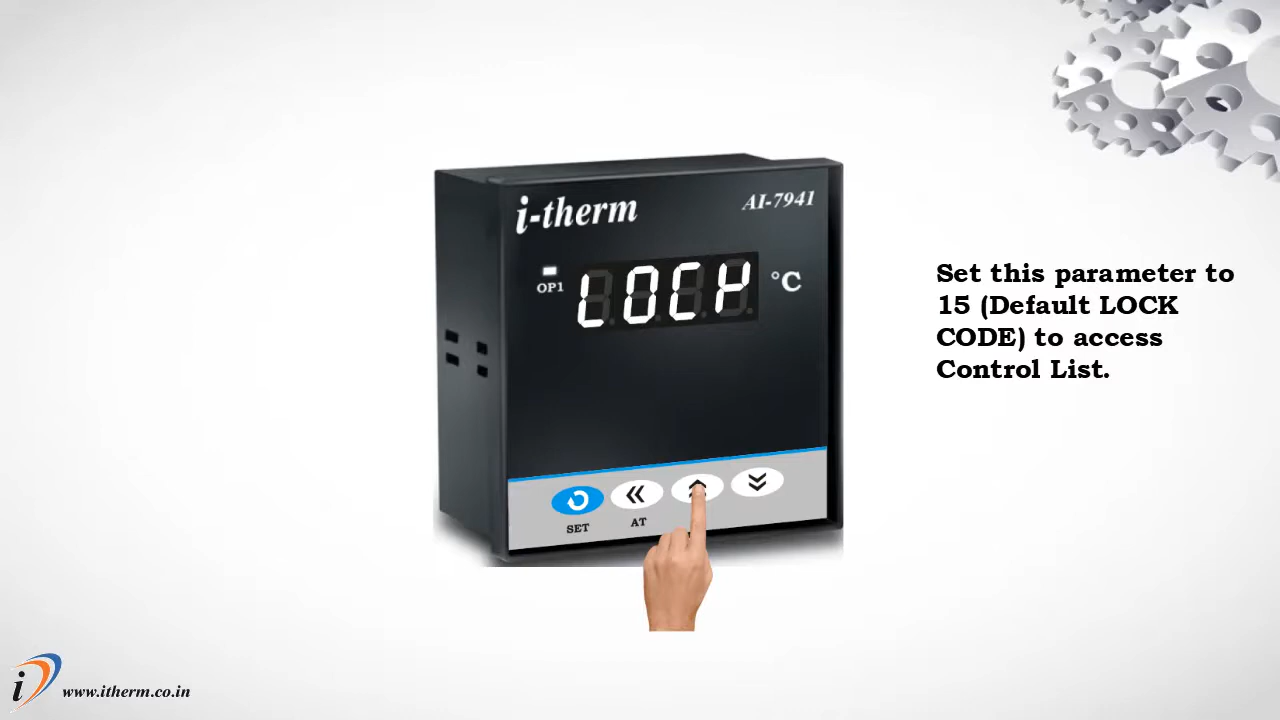 i-therm
AI-7941
OP1
LOCK
°C
SET
AT
Set this parameter to
15 (Default LOCK
CODE) to access
Control List.
i
www.itherm.co.in